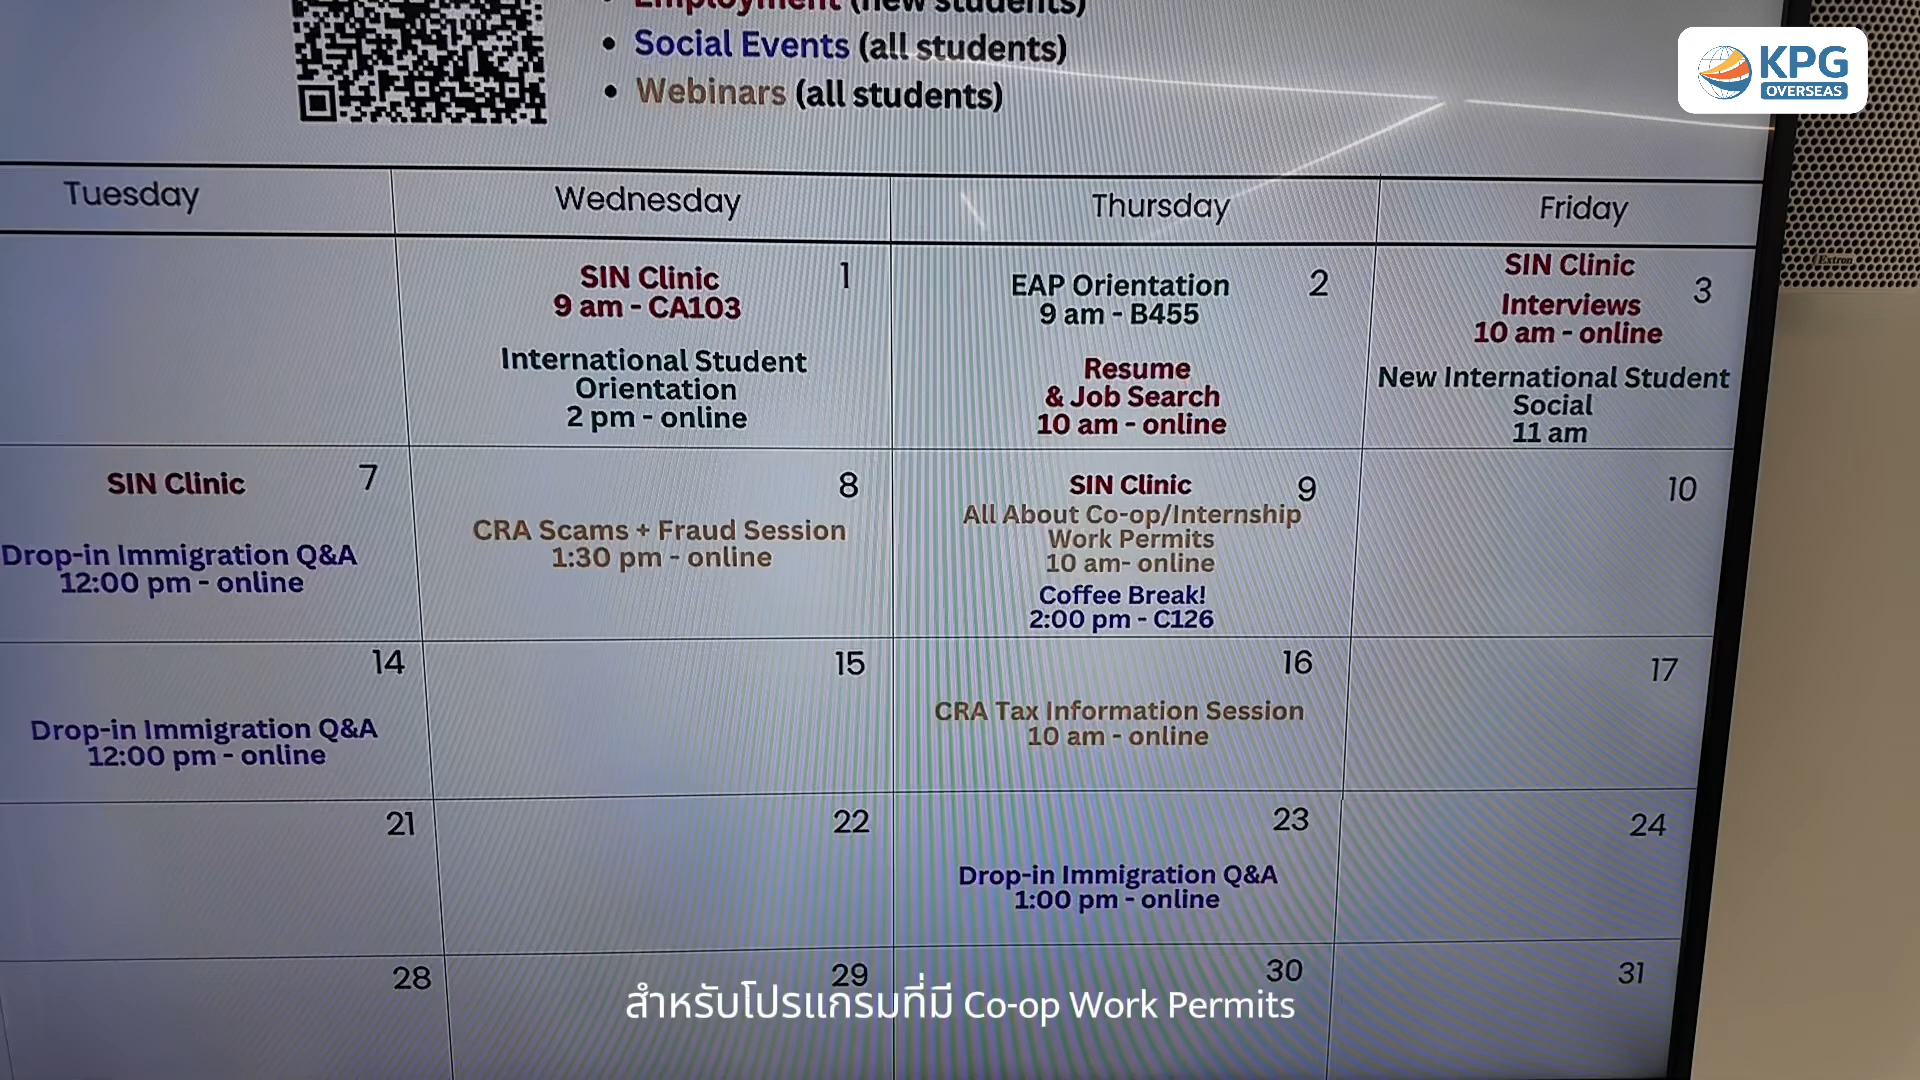 Employment (new students)
• Social Events (all students)
• Webinars (all students)
KPG
OVERSEAS
Extron
Tuesday
Wednesday
Thursday
Friday
SIN Clinic
9 am - CA103
1
International Student
Orientation
2 pm - online
EAP Orientation
9 am - B455
2
Resume
& Job Search
10 am - online
SIN Clinic
Interviews
10 am - online
3
New International Student
Social
11 am
SIN Clinic
7
Drop-in Immigration Q&A
12:00 pm - online
8
CRA Scams + Fraud Session
1:30 pm - online
SIN Clinic
9
All About Co-op/Internship
Work Permits
10 am- online
Coffee Break!
2:00 pm - C126
10
14
Drop-in Immigration Q&A
12:00 pm - online
15
16
CRA Tax Information Session
10 am - online
17
21
22
23
Drop-in Immigration Q&A
1:00 pm - online
24
28
29
30
31
สำหรับโปรแกรมที่มี Co-op Work Permits